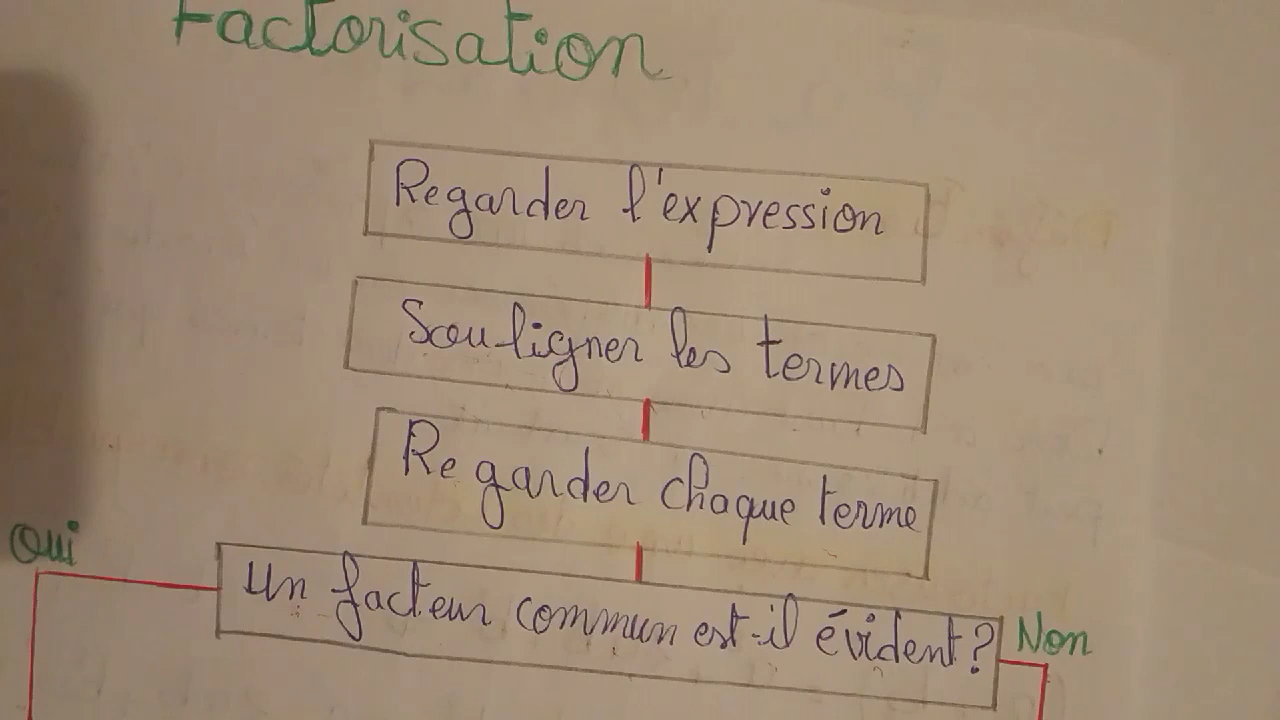 Factorisation
Regarder l'expression
Souligner les termes
Regarder chaque terme
Oui
un facteur commun est-il évident ?
Non